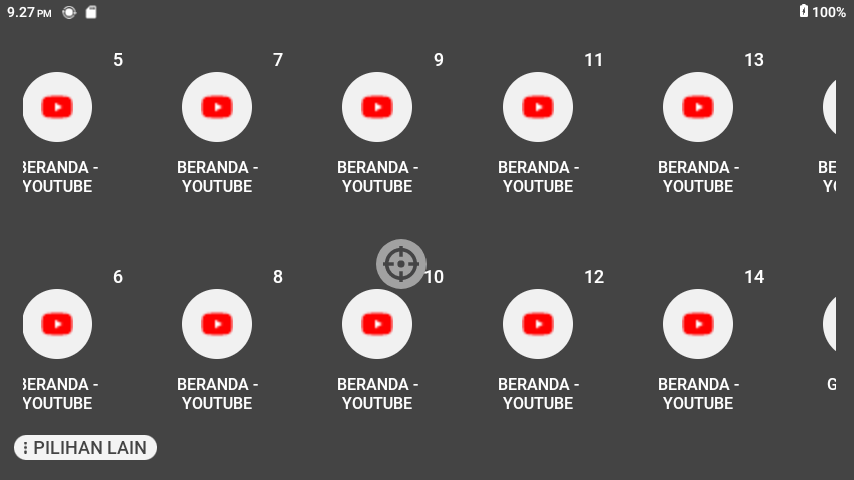 9.27 PM
100%
5
7
9
11
13
BERANDA -
YOUTUBE
BERANDA -
YOUTUBE
BERANDA -
YOUTUBE
BERANDA -
YOUTUBE
BERANDA -
YOUTUBE
BE
6
8
10
12
14
BERANDA -
YOUTUBE
BERANDA -
YOUTUBE
BERANDA -
YOUTUBE
BERANDA -
YOUTUBE
BERANDA -
YOUTUBE
G
PILIHAN LAIN